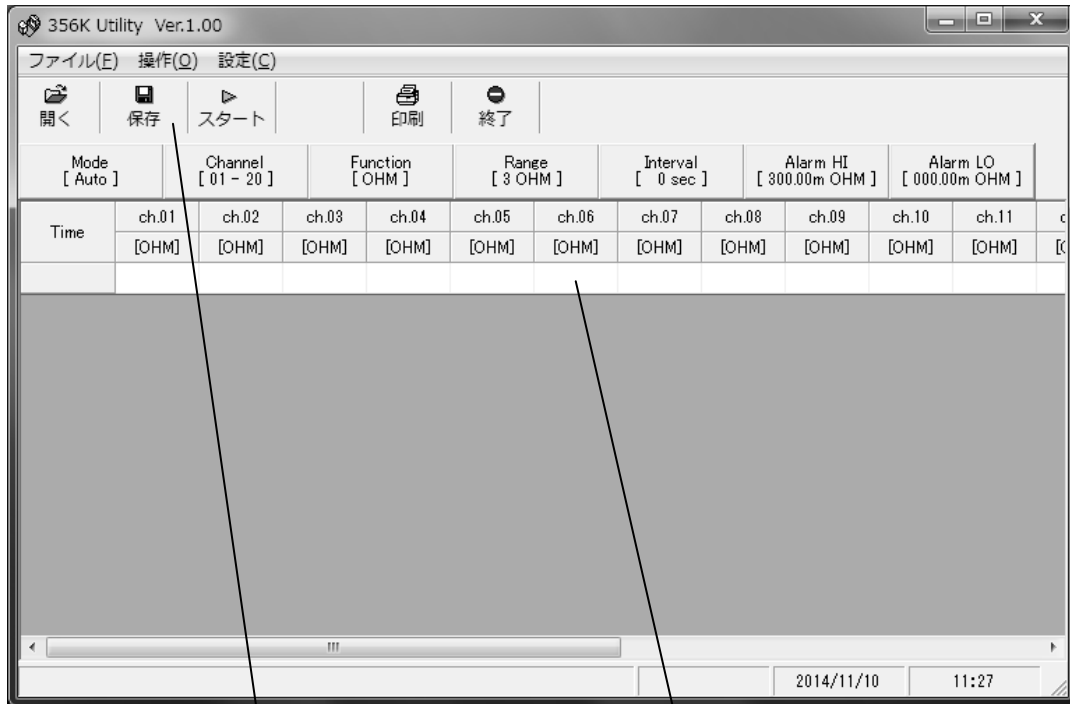 356K Utility Ver.1.00
ファイル(F) 操作(O) 設定(C)
開く 保存 スタート 印刷 終了
Mode Channel Function Range Interval Alarm HI Alarm LO
[ Auto ] [ 01 - 20 ] [ OHM ] [ 3 OHM ] [ 0 sec ] [ 300.00m OHM ] [ 000.00m OHM ]
Time ch.01 ch.02 ch.03 ch.04 ch.05 ch.06 ch.07 ch.08 ch.09 ch.10 ch.11
[OHM] [OHM] [OHM] [OHM] [OHM] [OHM] [OHM] [OHM] [OHM] [OHM] [OHM]
2014/11/10 11:27